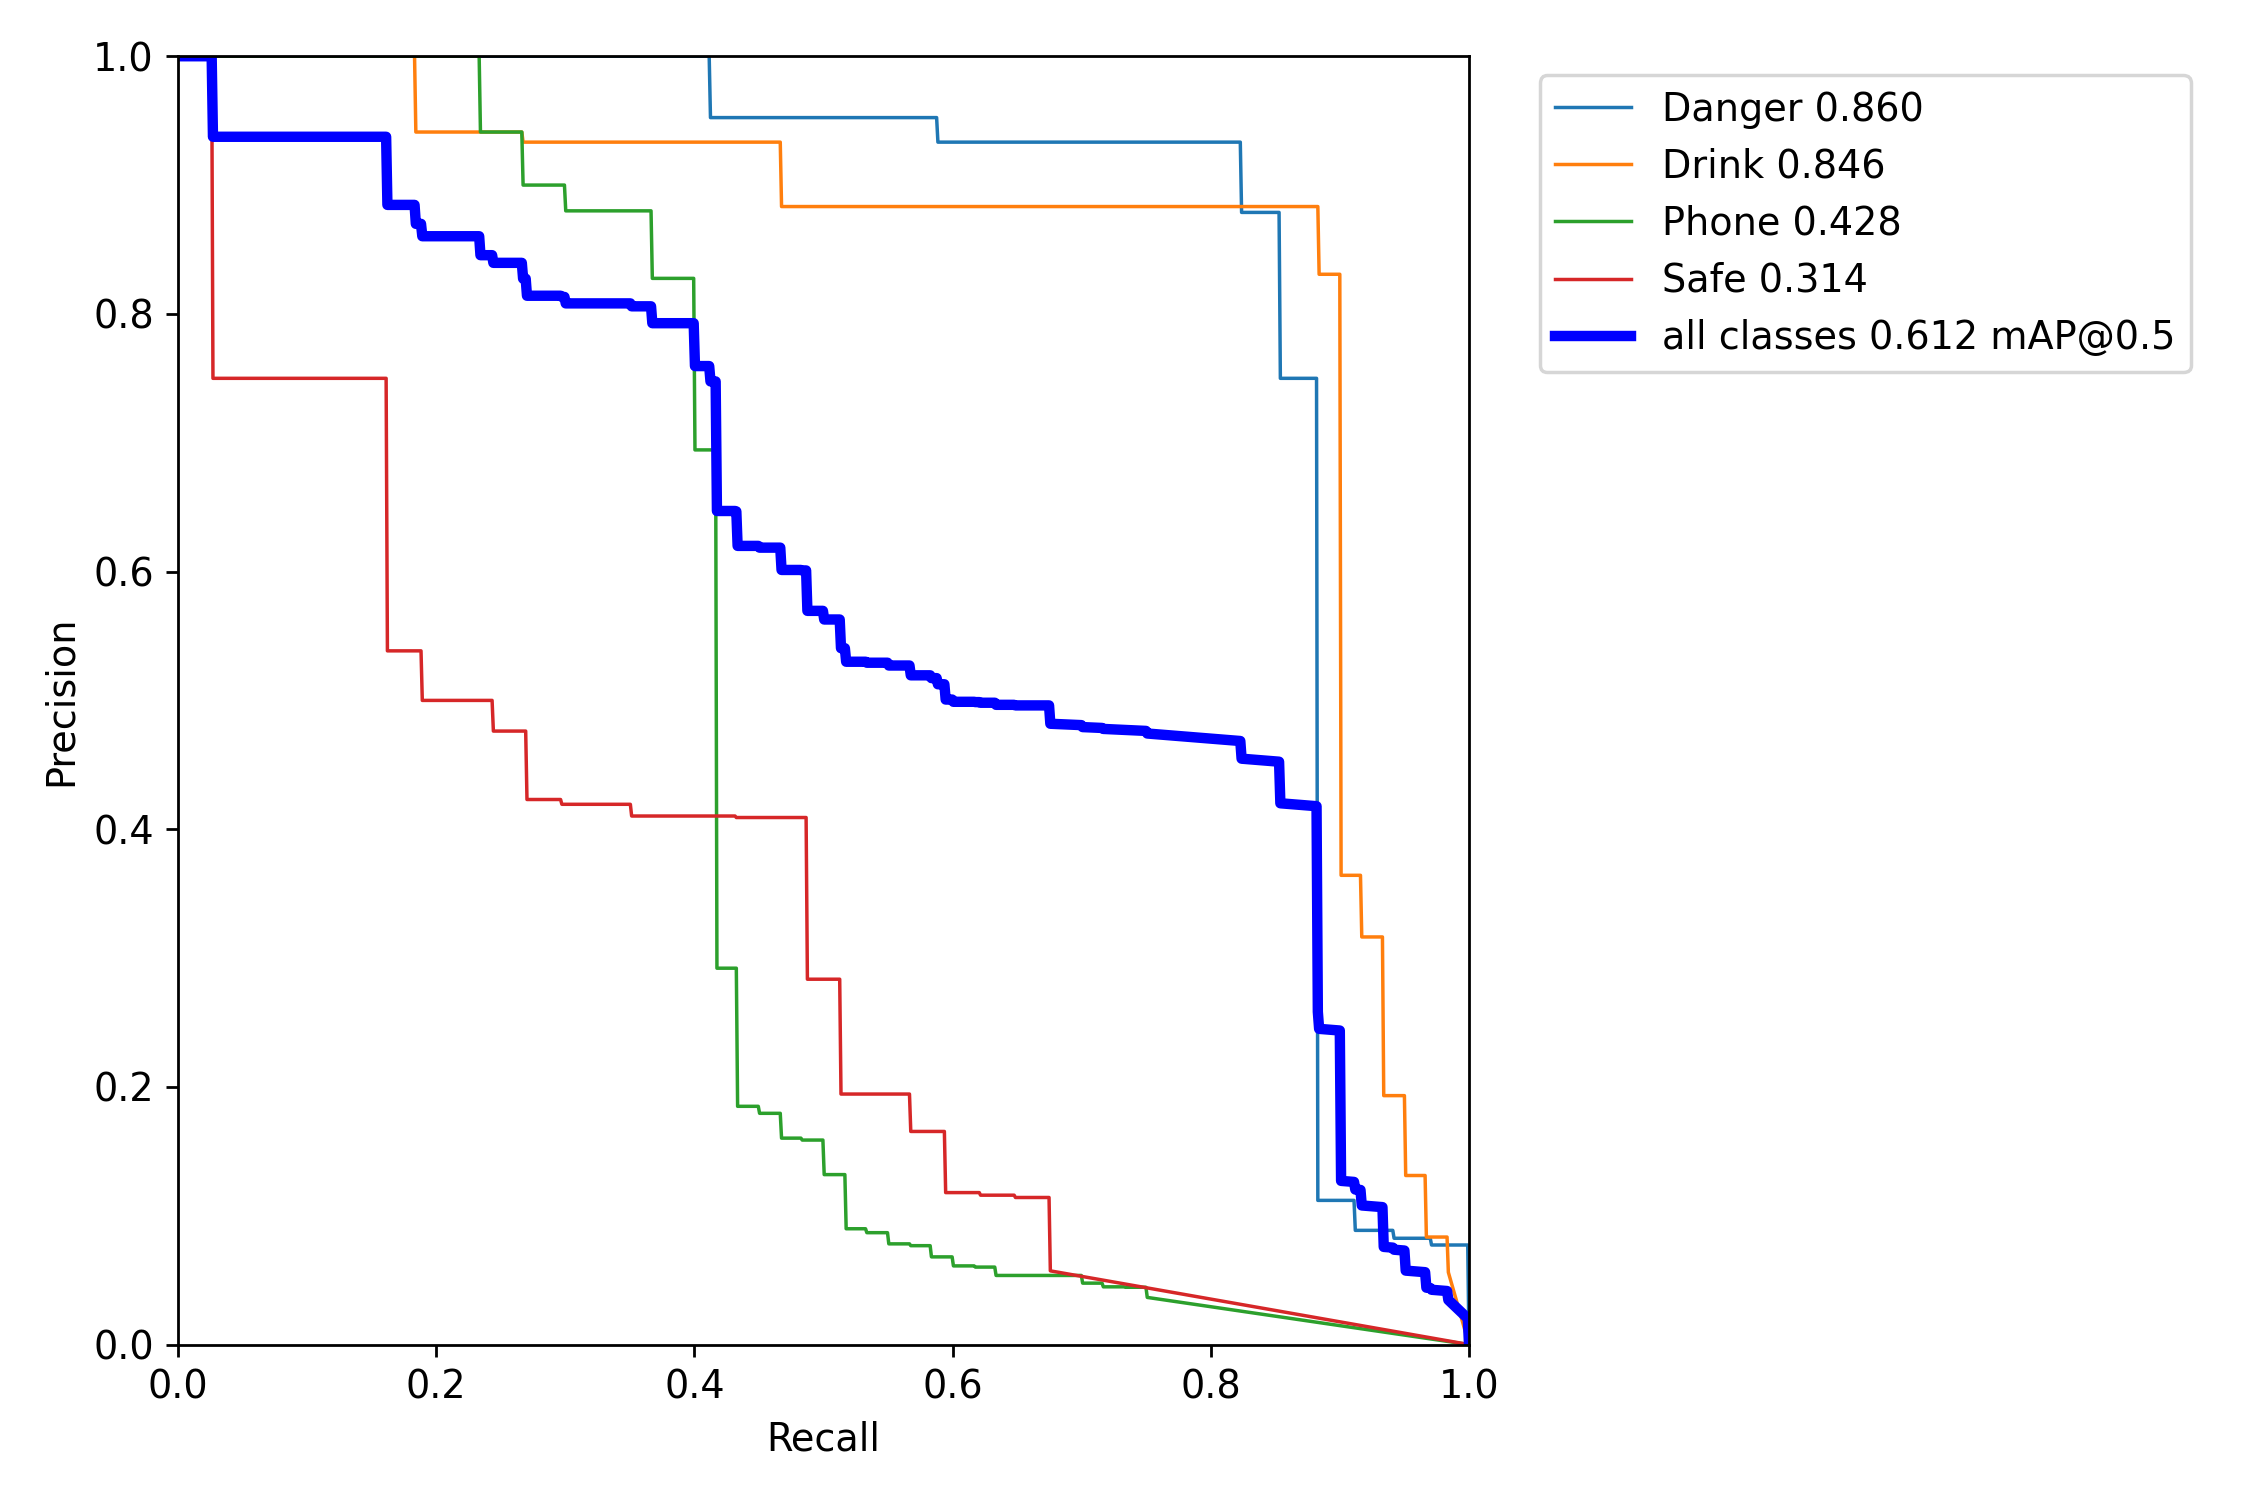 1.0
0.8
0.6
0.4
0.2
0.0
Precision
0.0 0.2 0.4 0.6 0.8 1.0
Recall
Danger 0.860
Drink 0.846
Phone 0.428
Safe 0.314
all classes 0.612 mAP@0.5